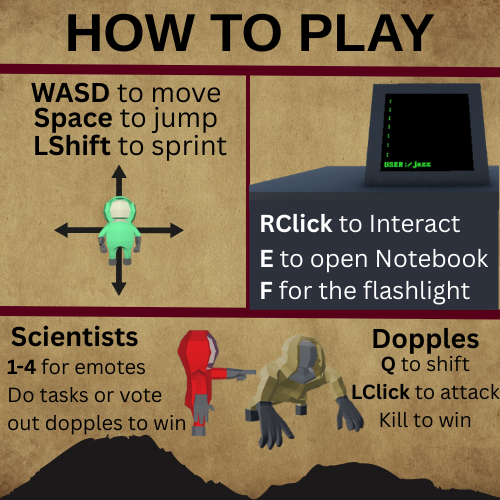 HOW TO PLAY
WASD to move
Space to jump
LShift to sprint
USER:/jazz
RClick to Interact
E to open Notebook
F for the flashlight
Scientists
1-4 for emotes
Do tasks or vote
out dopples to win
Dopples
Q to shift
LClick to attack
Kill to win